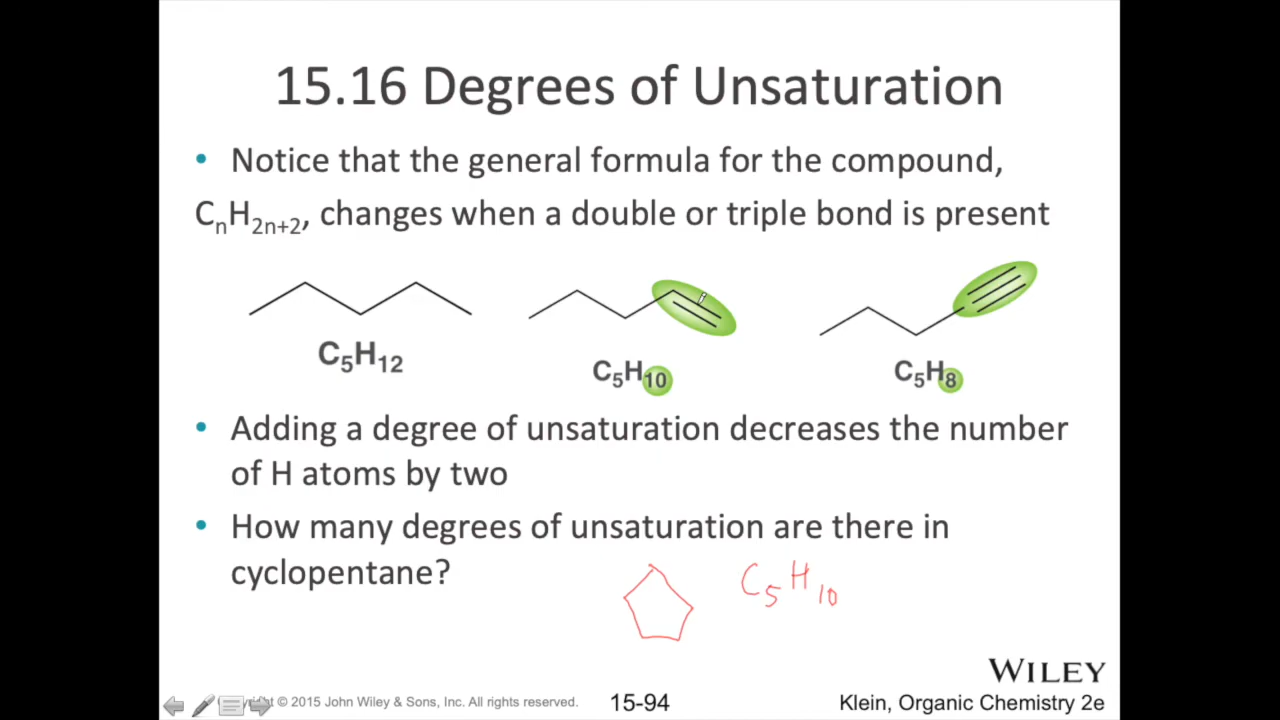 15.16 Degrees of Unsaturation
• Notice that the general formula for the compound,
CₙH₂ₙ₊₂, changes when a double or triple bond is present
C₅H₁₂
C₅H₁₀
C₅H₈
• Adding a degree of unsaturation decreases the number
of H atoms by two
• How many degrees of unsaturation are there in
cyclopentane?
C₅H₁₀
WILEY
© 2015 John Wiley & Sons, Inc. All rights reserved.
15-94
Klein, Organic Chemistry 2e